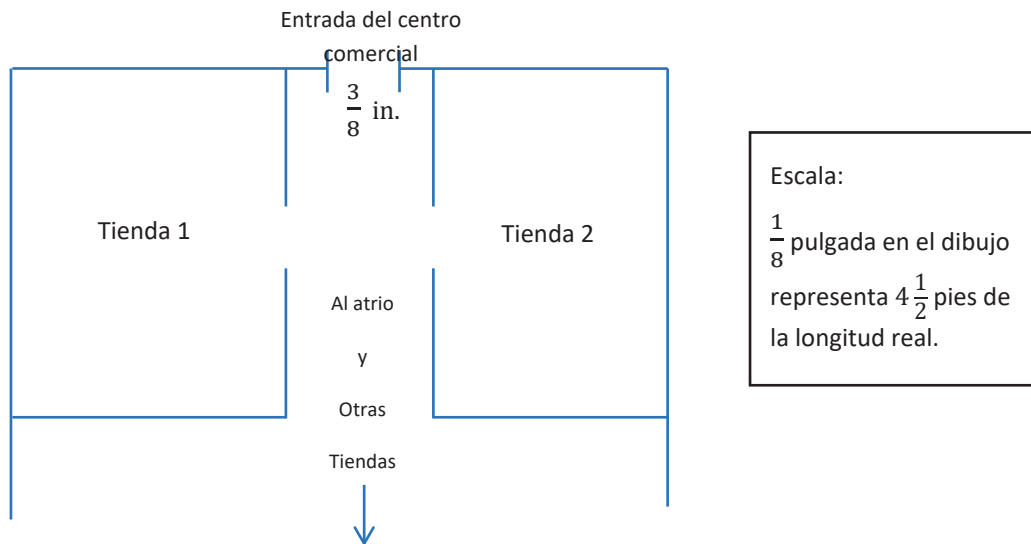 Entrada del centro
comercial
3/8 in.
Tienda 1
Tienda 2
Al atrio
y
Otras
Tiendas
Escala:
1/8 pulgada en el dibujo
representa 4 1/2 pies de
la longitud real.